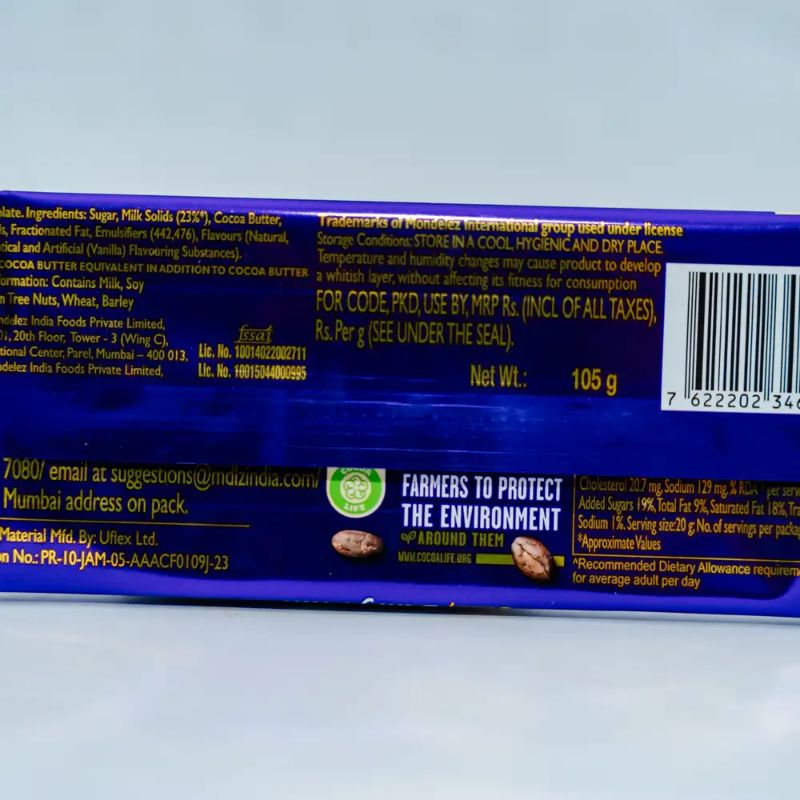 late. Ingredients: Sugar, Milk Solids (23%*), Cocoa Butter,
s, Fractionated Fat, Emulsifiers (442,476), Flavours (Natural,
tical and Artificial (Vanilla) Flavouring Substances).
COCOA BUTTER EQUIVALENT IN ADDITION TO COCOA BUTTER
ormation: Contains Milk, Soy
n Tree Nuts, Wheat, Barley
ndelez India Foods Private Limited,
01, 20th Floor, Tower - 3 (Wing C),
tional Center, Parel, Mumbai – 400 013.
ndelez India Foods Private Limited,
fssai
Lic. No. 10014022002711
Lic. No. 10015044000995
Trademarks of Mondelez International group used under license
Storage Conditions: STORE IN A COOL, HYGIENIC AND DRY PLACE.
Temperature and humidity changes may cause product to develop
a whitish layer, without affecting its fitness for consumption
FOR CODE, PKD, USE BY, MRP Rs. (INCL OF ALL TAXES),
Rs. Per g (SEE UNDER THE SEAL).
Net Wt.: 105 g
7 622202 346
7080/ email at suggestions@mdlzindia.com/
Mumbai address on pack.
Material Mfd. By: Uflex Ltd.
on No.: PR-10-JAM-05-AAACF0109J-23
COCOA
LIFE
FARMERS TO PROTECT
THE ENVIRONMENT
AROUND THEM
WWW.COCOALIFE.ORG
Cholesterol 20.7 mg, Sodium 129 mg. % RDA^ per serv
Added Sugars 19%, Total Fat 9%, Saturated Fat 18%, Tra
Sodium 1%. Serving size:20 g; No. of servings per packa
*Approximate Values
^Recommended Dietary Allowance requirem
for average adult per day